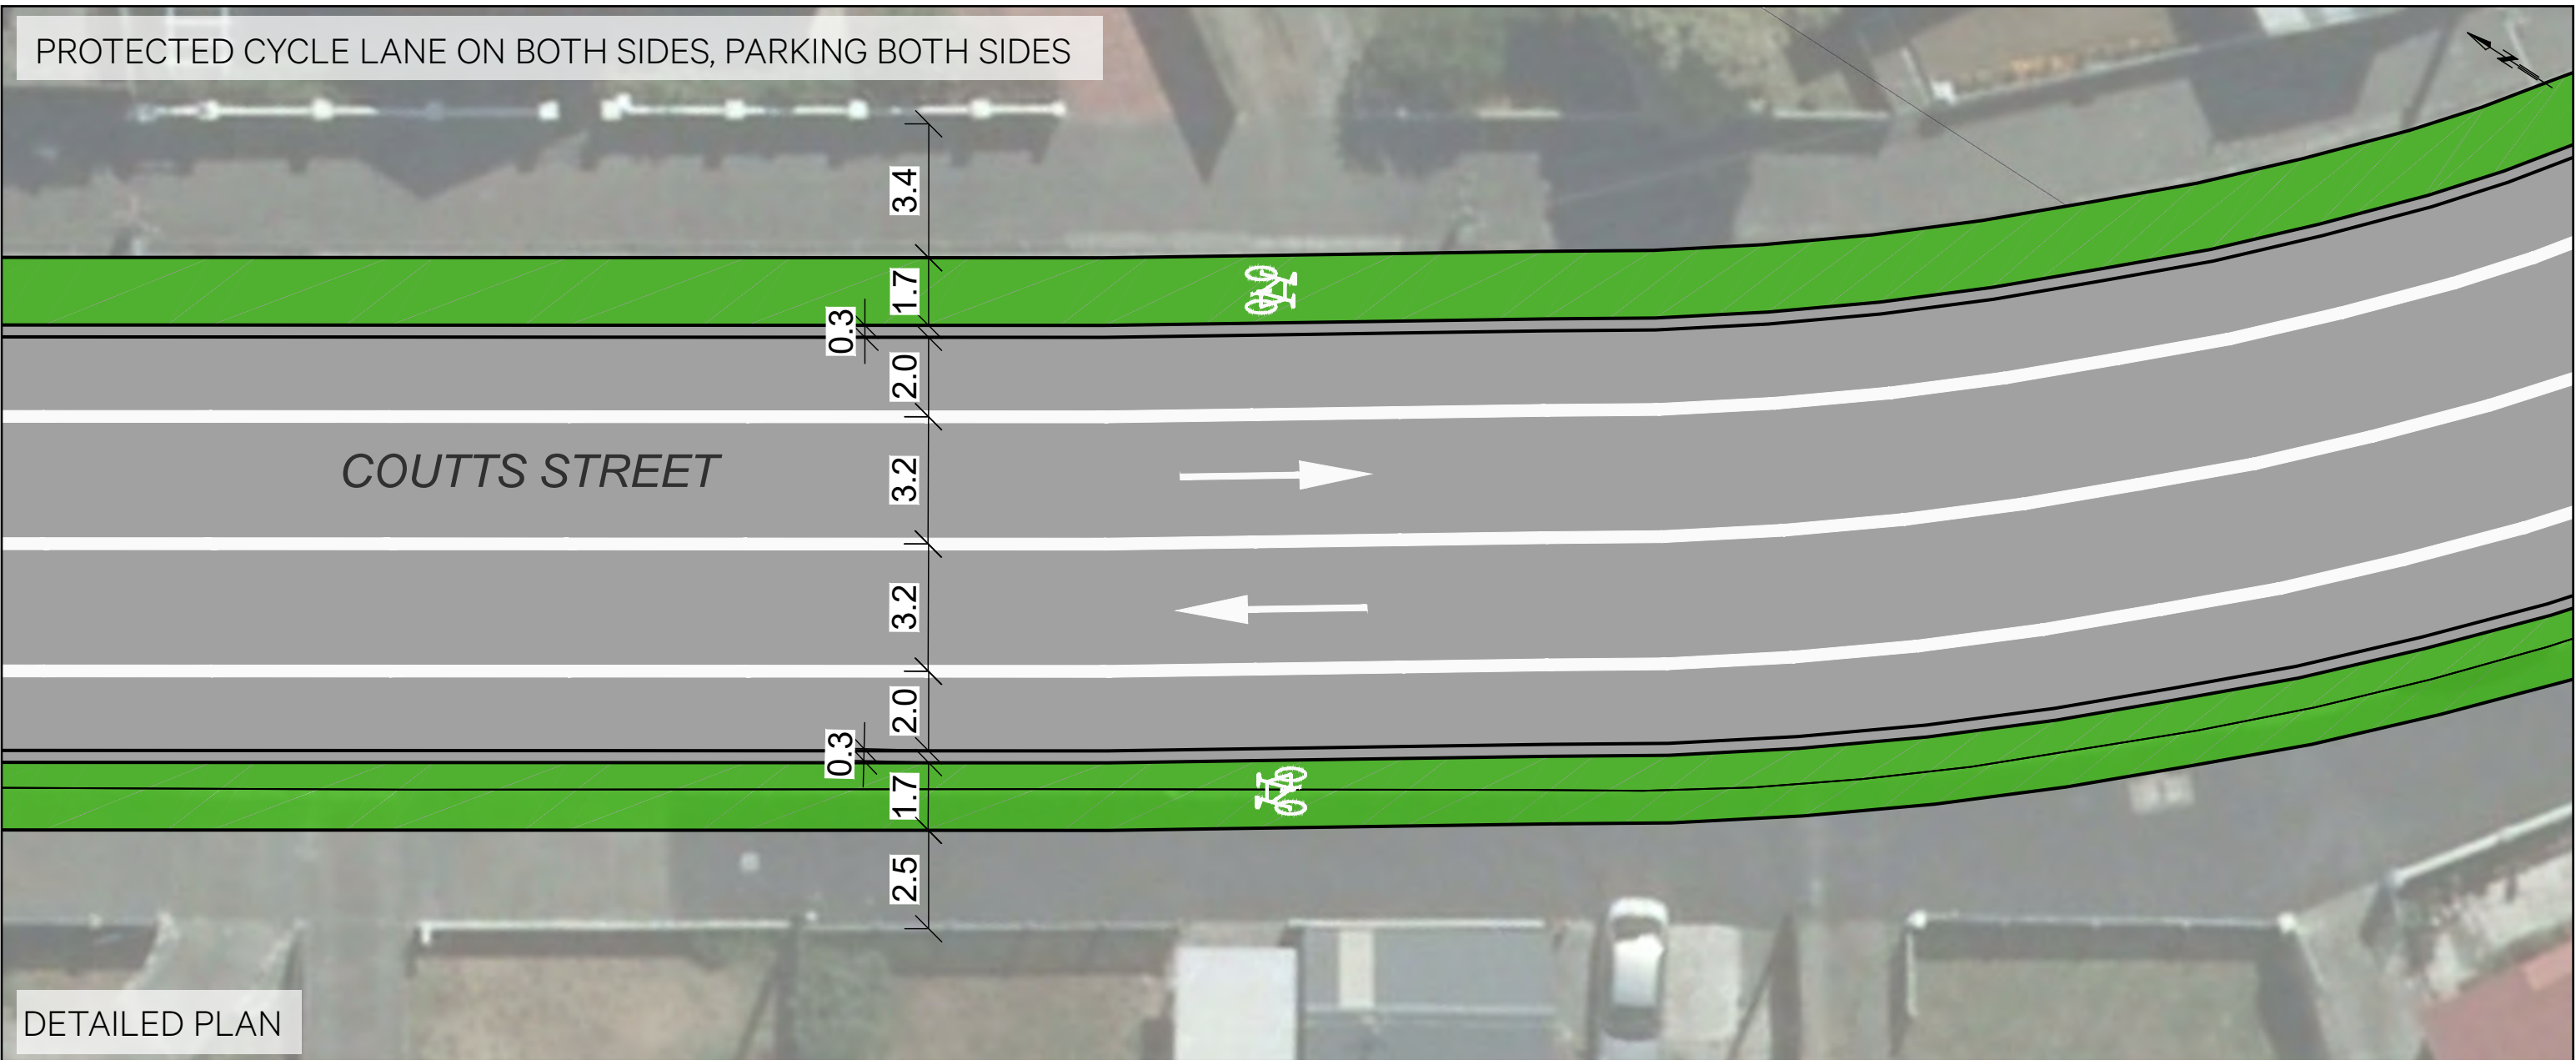 PROTECTED CYCLE LANE ON BOTH SIDES, PARKING BOTH SIDES
N
3.4
1.7
0.3
2.0
COUTTS STREET
3.2
3.2
2.0
0.3
1.7
2.5
DETAILED PLAN